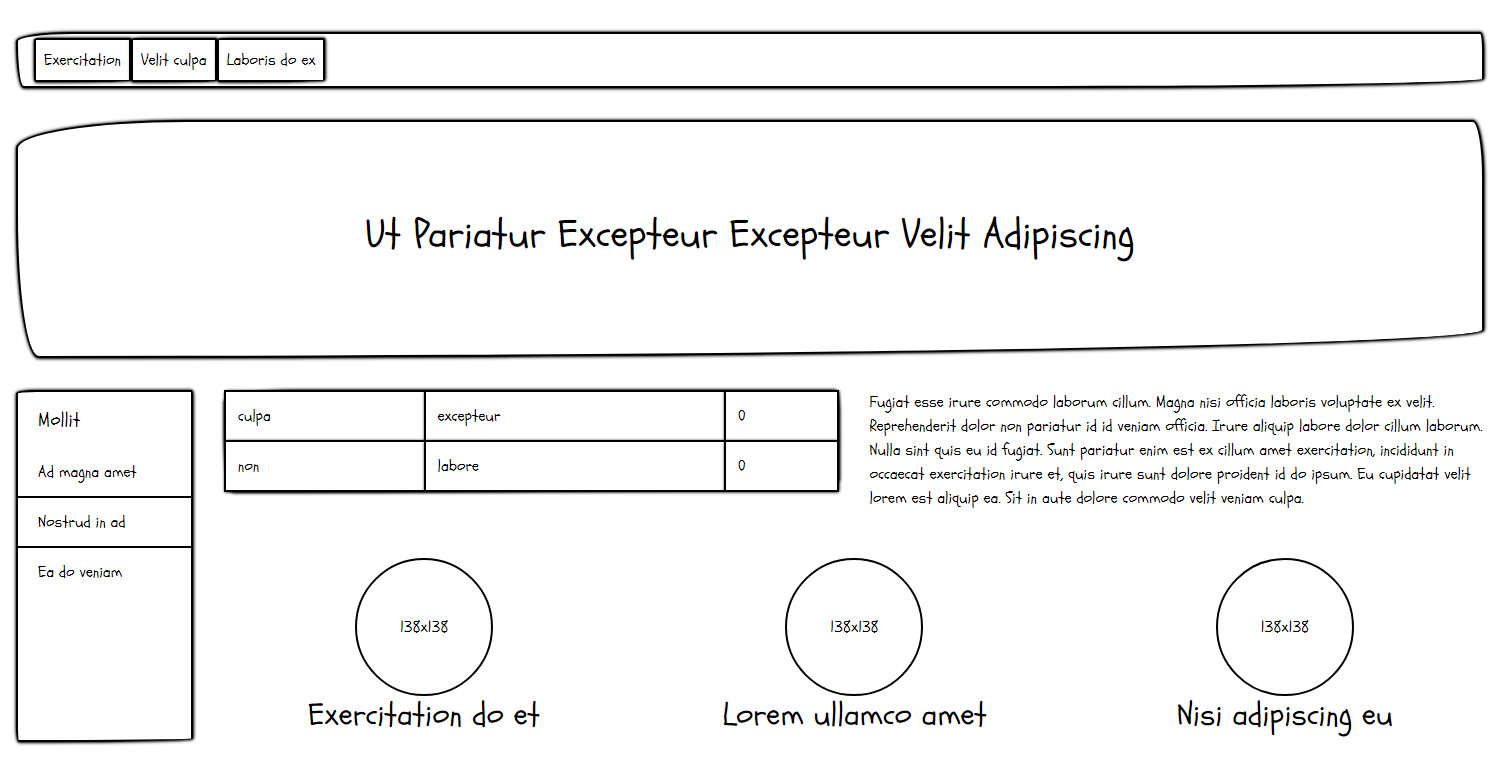 Exercitation Velit culpa Laboris do ex
Ut Pariatur Excepteur Excepteur Velit Adipiscing
Mollit
Ad magna amet
Nostrud in ad
Ea do veniam
culpa excepteur 0
non labore 0
Fugiat esse irure commodo laborum cillum. Magna nisi officia laboris voluptate ex velit.
Reprehenderit dolor non pariatur id id veniam officia. Irure aliquip labore dolor cillum laborum.
Nulla sint quis eu id fugiat. Sunt pariatur enim est ex cillum amet exercitation, incididunt in
occaecat exercitation irure et, quis irure sunt dolore proident id do ipsum. Eu cupidatat velit
lorem est aliquip ea. Sit in aute dolore commodo velit veniam culpa.
138x138 138x138 138x138
Exercitation do et Lorem ullamco amet Nisi adipiscing eu